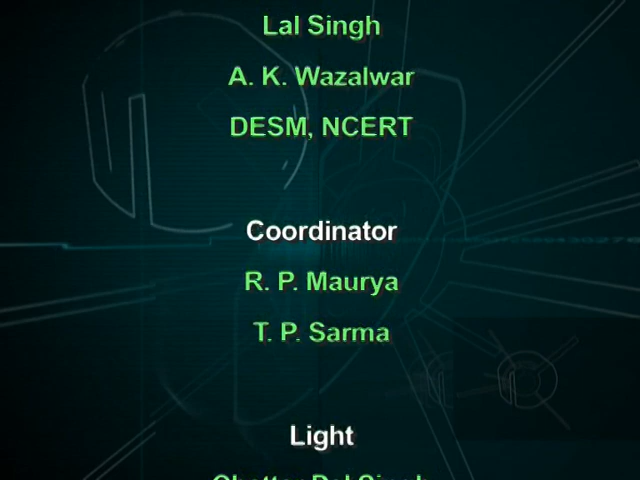 Lal Singh
A. K. Wazalwar
DESM, NCERT
Coordinator
R. P. Maurya
T. P. Sarma
Light